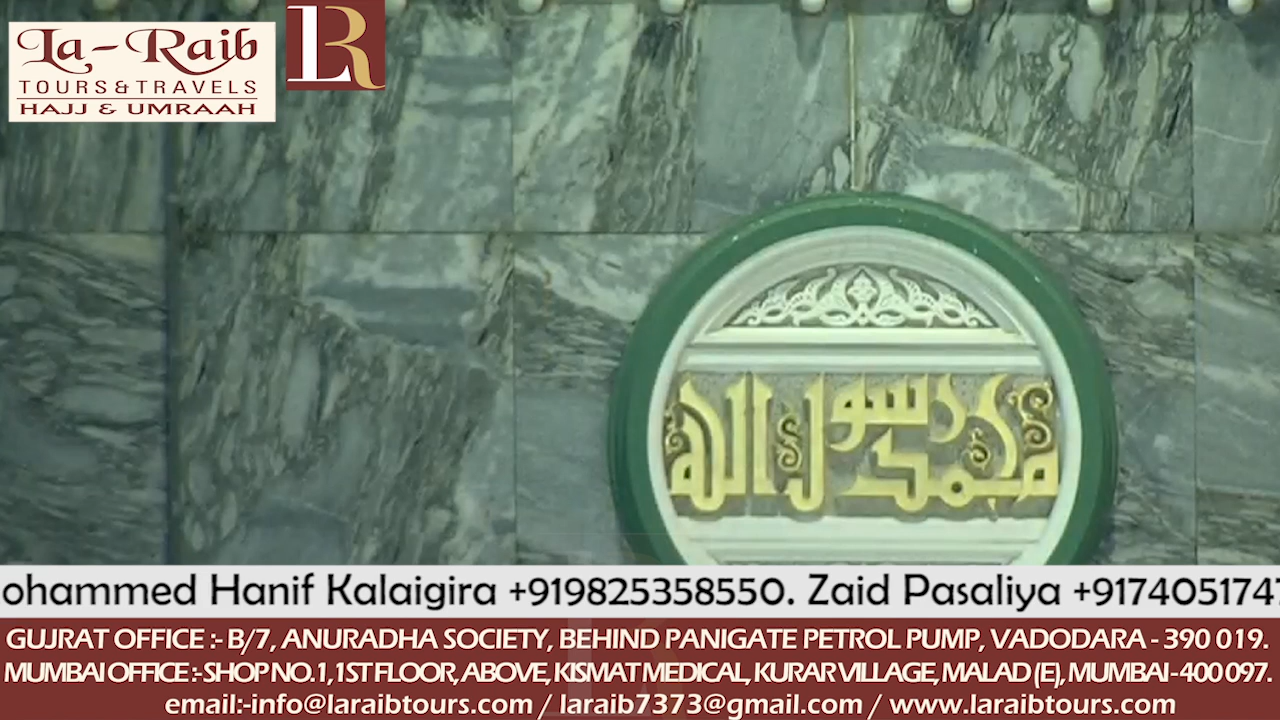 La-Raib
TOURS & TRAVELS
HAJJ & UMRAAH
LR
محمد رسول الله
ohammed Hanif Kalaigira +919825358550. Zaid Pasaliya +917405174
GUJRAT OFFICE :- B/7, ANURADHA SOCIETY, BEHIND PANIGATE PETROL PUMP, VADODARA - 390 019.
MUMBAI OFFICE :- SHOP NO. 1, 1ST FLOOR, ABOVE, KISMAT MEDICAL, KURAR VILLAGE, MALAD (E), MUMBAI - 400 097.
email:-info@laraibtours.com / laraib7373@gmail.com / www.laraibtours.com